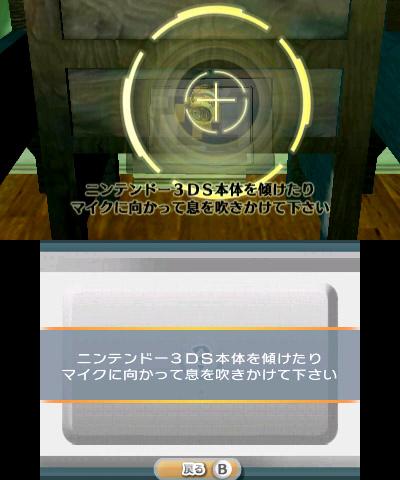 ニンテンドー３ＤＳ本体を傾けたり
マイクに向かって息を吹きかけて下さい
ニンテンドー３ＤＳ本体を傾けたり
マイクに向かって息を吹きかけて下さい
戻る B